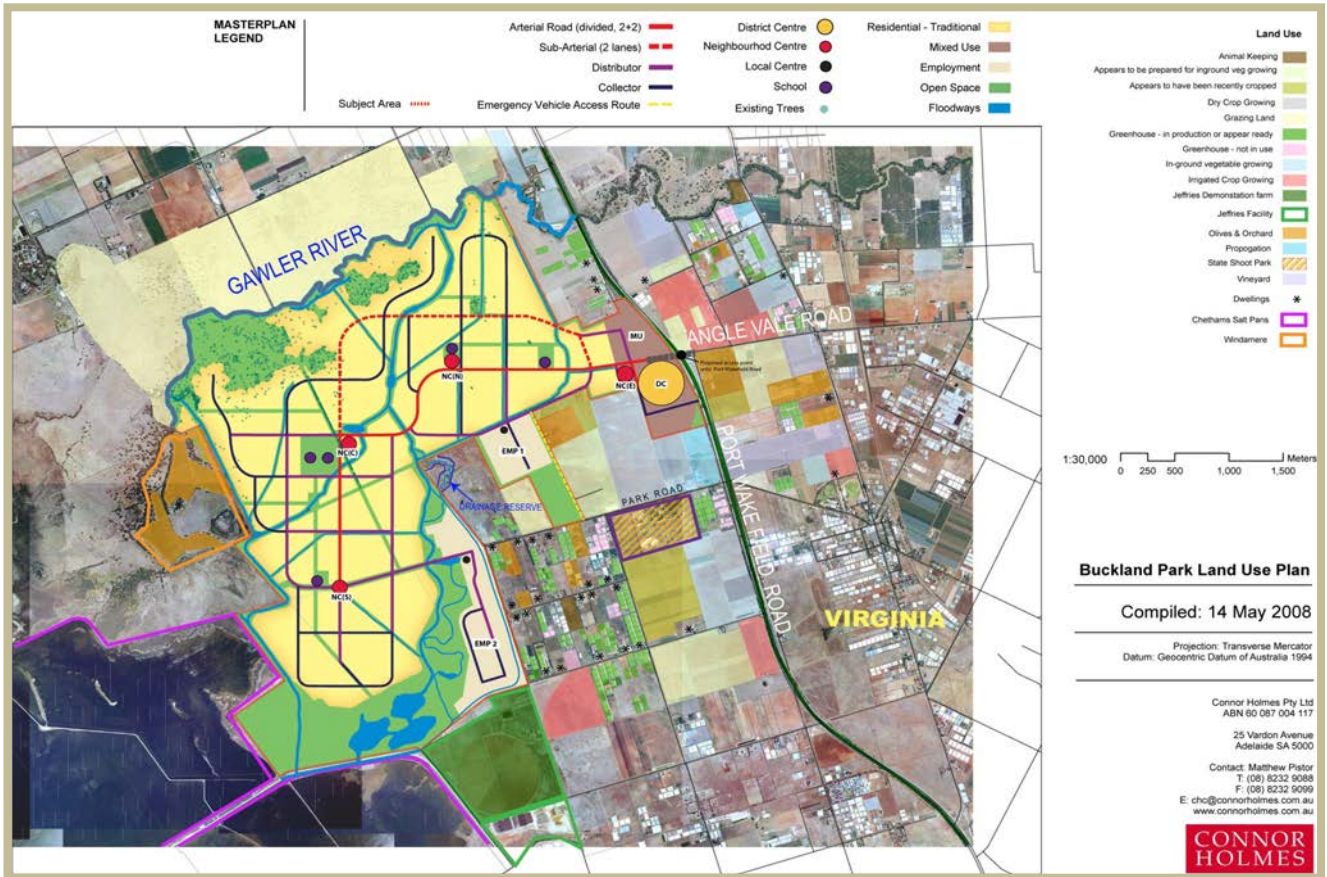 MASTERPLAN
LEGEND
Subject Area
Arterial Road (divided, 2+2)
Sub-Arterial (2 lanes)
Distributor
Collector
Emergency Vehicle Access Route
District Centre
Neighbourhod Centre
Local Centre
School
Existing Trees
Residential - Traditional
Mixed Use
Employment
Open Space
Floodways
Land Use
Animal Keeping
Appears to be prepared for inground veg growing
Appears to have been recently cropped
Dry Crop Growing
Grazing Land
Greenhouse - in production or appear ready
Greenhouse - not in use
In-ground vegetable growing
Irrigated Crop Growing
Jeffries Demonstation farm
Jeffries Facility
Olives & Orchard
Propogation
State Shoot Park
Vineyard
Dwellings
Chethams Salt Pans
Windamere
GAWLER RIVER
ANGLE VALE ROAD
MU
Proposed access point
onto Port Wakefield Road
NC(N)
NC(E)
DC
NC(C)
EMP 1
DRAINAGE RESERVE
PARK ROAD
PORT WAKEFIELD ROAD
NC(S)
EMP 2
VIRGINIA
1:30,000
0 250 500 1,000 1,500 Meters
Buckland Park Land Use Plan
Compiled: 14 May 2008
Projection: Transverse Mercator
Datum: Geocentric Datum of Australia 1994
Connor Holmes Pty Ltd
ABN 60 087 004 117
25 Vardon Avenue
Adelaide SA 5000
Contact: Matthew Pistor
T: (08) 8232 9088
F: (08) 8232 9099
E: chc@connorholmes.com.au
www.connorholmes.com.au
CONNOR
HOLMES